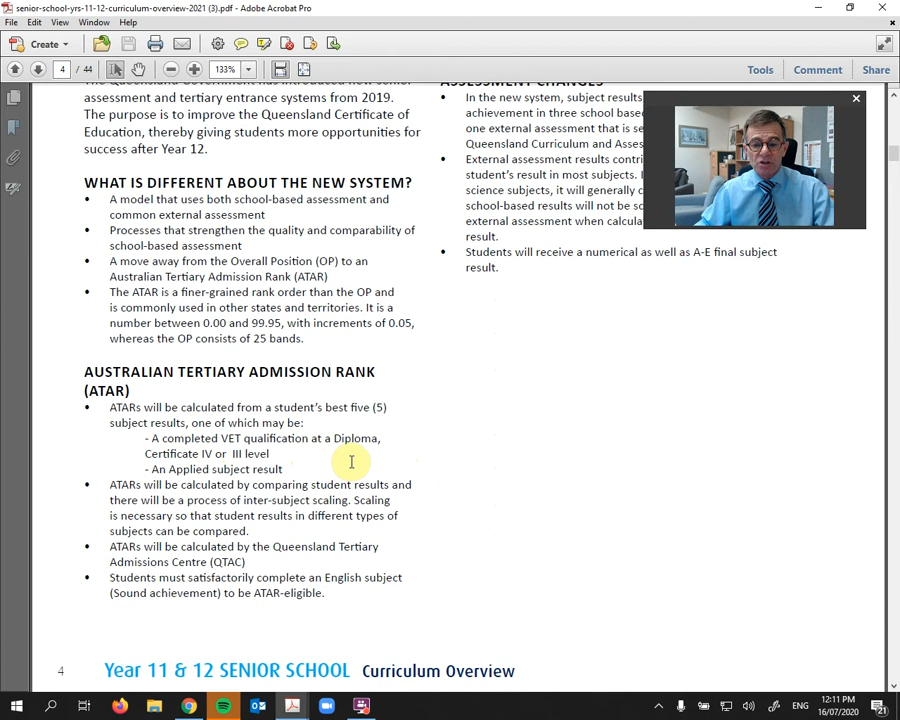 senior-school-yrs-11-12-curriculum-overview-2021 (3).pdf - Adobe Acrobat Pro
File Edit View Window Help
Create
4 / 44 133% Tools Comment Share
assessment and tertiary entrance systems from 2019.
The purpose is to improve the Queensland Certificate of
Education, thereby giving students more opportunities for
success after Year 12.
WHAT IS DIFFERENT ABOUT THE NEW SYSTEM?
• A model that uses both school-based assessment and
common external assessment
• Processes that strengthen the quality and comparability of
school-based assessment
• A move away from the Overall Position (OP) to an
Australian Tertiary Admission Rank (ATAR)
• The ATAR is a finer-grained rank order than the OP and
is commonly used in other states and territories. It is a
number between 0.00 and 99.95, with increments of 0.05,
whereas the OP consists of 25 bands.
AUSTRALIAN TERTIARY ADMISSION RANK
(ATAR)
• ATARs will be calculated from a student's best five (5)
subject results, one of which may be:
- A completed VET qualification at a Diploma,
Certificate IV or III level
- An Applied subject result
• ATARs will be calculated by comparing student results and
there will be a process of inter-subject scaling. Scaling
is necessary so that student results in different types of
subjects can be compared.
• ATARs will be calculated by the Queensland Tertiary
Admissions Centre (QTAC)
• Students must satisfactorily complete an English subject
(Sound achievement) to be ATAR-eligible.
ASSESSMENT CHANGES
• In the new system, subject results
achievement in three school based
one external assessment that is
Queensland Curriculum and
• External assessment results
student's result in most subjects.
science subjects, it will generally
school-based results will not be
external assessment when
result.
• Students will receive a numerical as well as A-E final subject
result.
4 Year 11 & 12 SENIOR SCHOOL Curriculum Overview
ENG
12:11 PM
16/07/2020
21